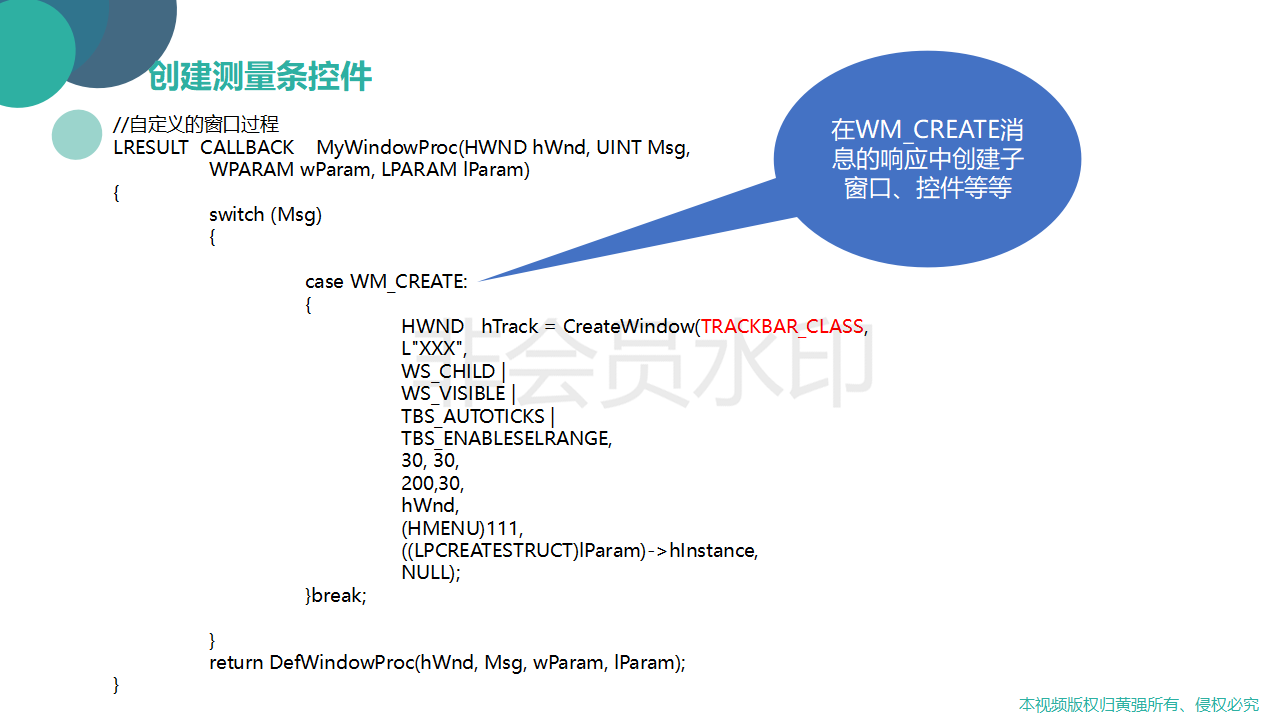 创建测量条控件
//自定义的窗口过程
LRESULT CALLBACK MyWindowProc(HWND hWnd, UINT Msg,
WPARAM wParam, LPARAM lParam)
{
switch (Msg)
{
case WM_CREATE:
{
HWND hTrack = CreateWindow(TRACKBAR_CLASS,
L"XXX",
WS_CHILD |
WS_VISIBLE |
TBS_AUTOTICKS |
TBS_ENABLESELRANGE,
30, 30,
200,30,
hWnd,
(HMENU)111,
((LPCREATESTRUCT)lParam)->hInstance,
NULL);
}break;
}
return DefWindowProc(hWnd, Msg, wParam, lParam);
}
在WM_CREATE消
息的响应中创建子
窗口、控件等等
非会员水印
本视频版权归黄强所有、侵权必究